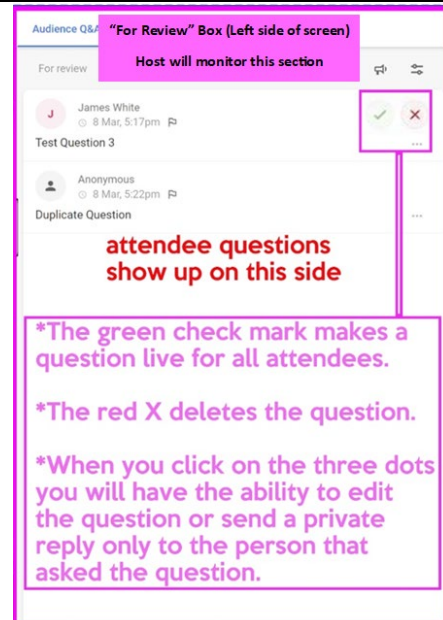 Audience Q&A
"For Review" Box (Left side of screen)
Host will monitor this section
For review
J
James White
8 Mar, 5:17pm
Test Question 3
Anonymous
8 Mar, 5:22pm
Duplicate Question
attendee questions
show up on this side
*The green check mark makes a
question live for all attendees.
*The red X deletes the question.
*When you click on the three dots
you will have the ability to edit
the question or send a private
reply only to the person that
asked the question.